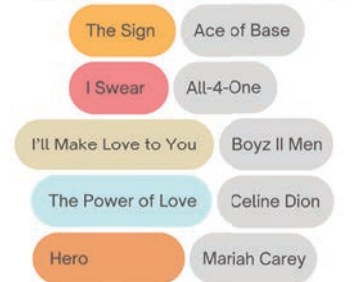 The Sign Ace of Base
I Swear All-4-One
I'll Make Love to You Boyz II Men
The Power of Love Celine Dion
Hero Mariah Carey